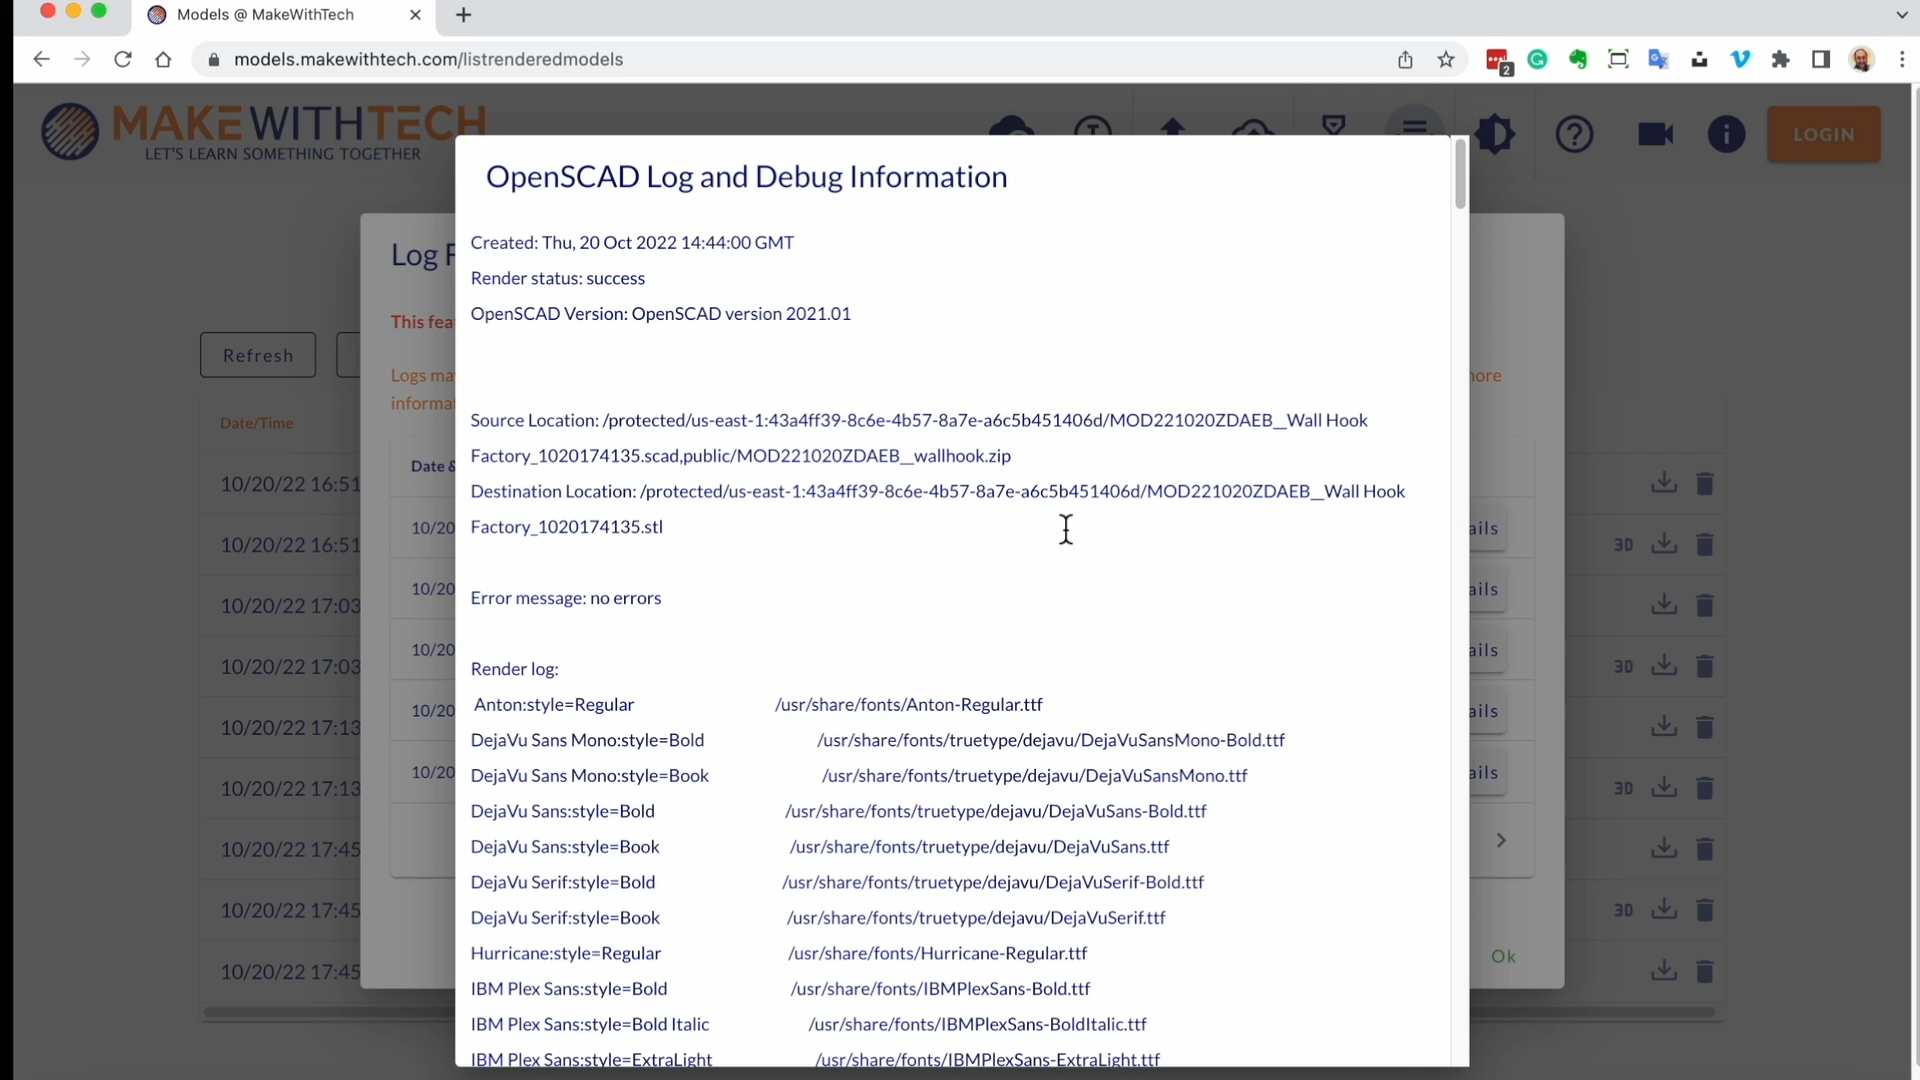 Models @ MakeWithTech
models.makewithtech.com/listrenderedmodels
2
MAKEWITHTECH
LET'S LEARN SOMETHING TOGETHER
LOGIN
OpenSCAD Log and Debug Information
Created: Thu, 20 Oct 2022 14:44:00 GMT
Render status: success
OpenSCAD Version: OpenSCAD version 2021.01
Source Location: /protected/us-east-1:43a4ff39-8c6e-4b57-8a7e-a6c5b451406d/MOD221020ZDAEB__Wall Hook
Factory_1020174135.scad,public/MOD221020ZDAEB__wallhook.zip
Destination Location: /protected/us-east-1:43a4ff39-8c6e-4b57-8a7e-a6c5b451406d/MOD221020ZDAEB__Wall Hook
Factory_1020174135.stl
Error message: no errors
Render log:
Anton:style=Regular /usr/share/fonts/Anton-Regular.ttf
DejaVu Sans Mono:style=Bold /usr/share/fonts/truetype/dejavu/DejaVuSansMono-Bold.ttf
DejaVu Sans Mono:style=Book /usr/share/fonts/truetype/dejavu/DejaVuSansMono.ttf
DejaVu Sans:style=Bold /usr/share/fonts/truetype/dejavu/DejaVuSans-Bold.ttf
DejaVu Sans:style=Book /usr/share/fonts/truetype/dejavu/DejaVuSans.ttf
DejaVu Serif:style=Bold /usr/share/fonts/truetype/dejavu/DejaVuSerif-Bold.ttf
DejaVu Serif:style=Book /usr/share/fonts/truetype/dejavu/DejaVuSerif.ttf
Hurricane:style=Regular /usr/share/fonts/Hurricane-Regular.ttf
IBM Plex Sans:style=Bold /usr/share/fonts/IBMPlexSans-Bold.ttf
IBM Plex Sans:style=Bold Italic /usr/share/fonts/IBMPlexSans-BoldItalic.ttf
IBM Plex Sans:style=ExtraLight /usr/share/fonts/IBMPlexSans-ExtraLight.ttf
Log F
This fea
Logs ma
informa
Date &
10/20
10/20
10/20
10/20
10/20
ore
ails
ails
ails
ails
ails
Ok
Refresh
Date/Time
10/20/22 16:51
10/20/22 16:51 3D
10/20/22 17:03
10/20/22 17:03 3D
10/20/22 17:13
10/20/22 17:13 3D
10/20/22 17:45
10/20/22 17:45 3D
10/20/22 17:45